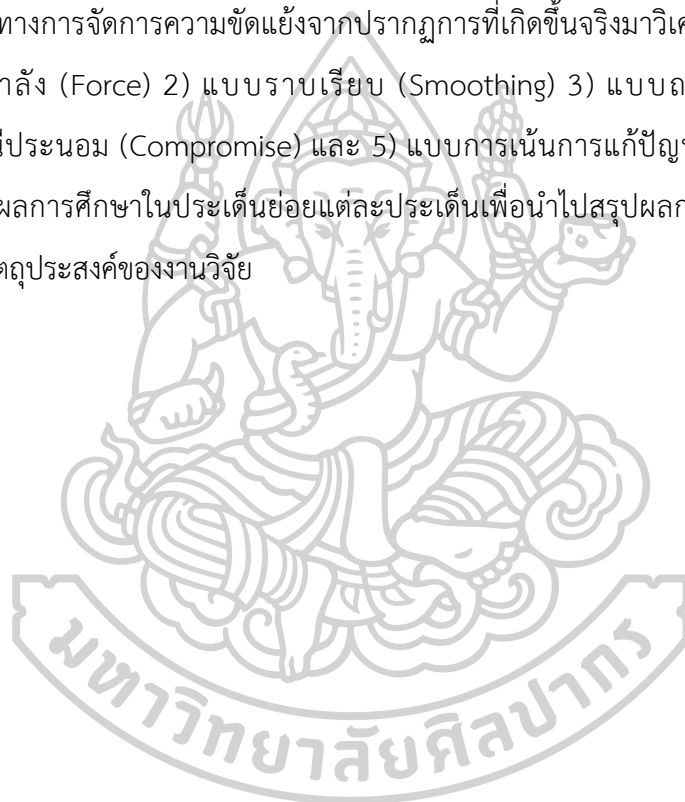 ทางการจัดการความขัดแย้งจากปรากฏการที่เกิดขึ้นจริงมาวิเค
ำลัง (Force) 2) แบบราบเรียบ (Smoothing) 3) แบบถ
ีประนอม (Compromise) และ 5) แบบการเน้นการแก้ปัญ
ผลการศึกษาในประเด็นย่อยแต่ละประเด็นเพื่อนำไปสรุปผลก
ตถุประสงค์ของงานวิจัย
มหาวิทยาลัยศิลปากร